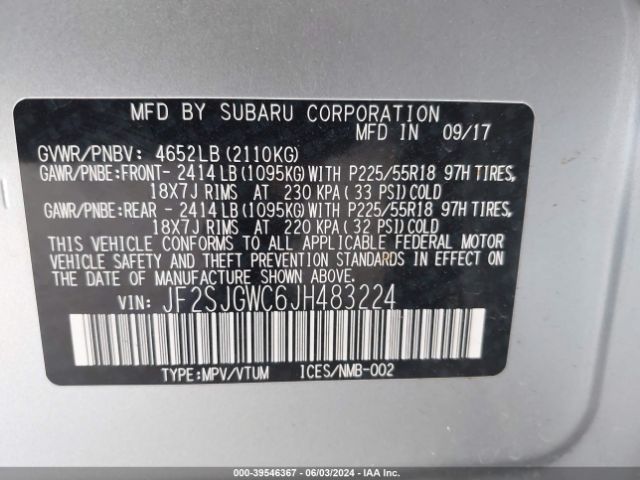 MFD BY SUBARU CORPORATION
MFD IN 09/17
GVWR/PNBV: 4652LB(2110KG)
GAWR/PNBE:FRONT- 2414LB(1095KG)WITH P225/55R18 97H TIRES,
18X7J RIMS AT 230 KPA(33 PSI)COLD
GAWR/PNBE:REAR - 2414LB(1095KG)WITH P225/55R18 97H TIRES,
18X7J RIMS AT 220 KPA(32 PSI)COLD
THIS VEHICLE CONFORMS TO ALL APPLICABLE FEDERAL MOTOR
VEHICLE SAFETY AND THEFT PREVENTION STANDARDS IN EFFECT
ON THE DATE OF MANUFACTURE SHOWN ABOVE.
VIN: JF2SJGWC6JH483224
TYPE:MPV/VTUM ICES/NMB-002
000-39546367 - 06/03/2024 - IAA Inc.